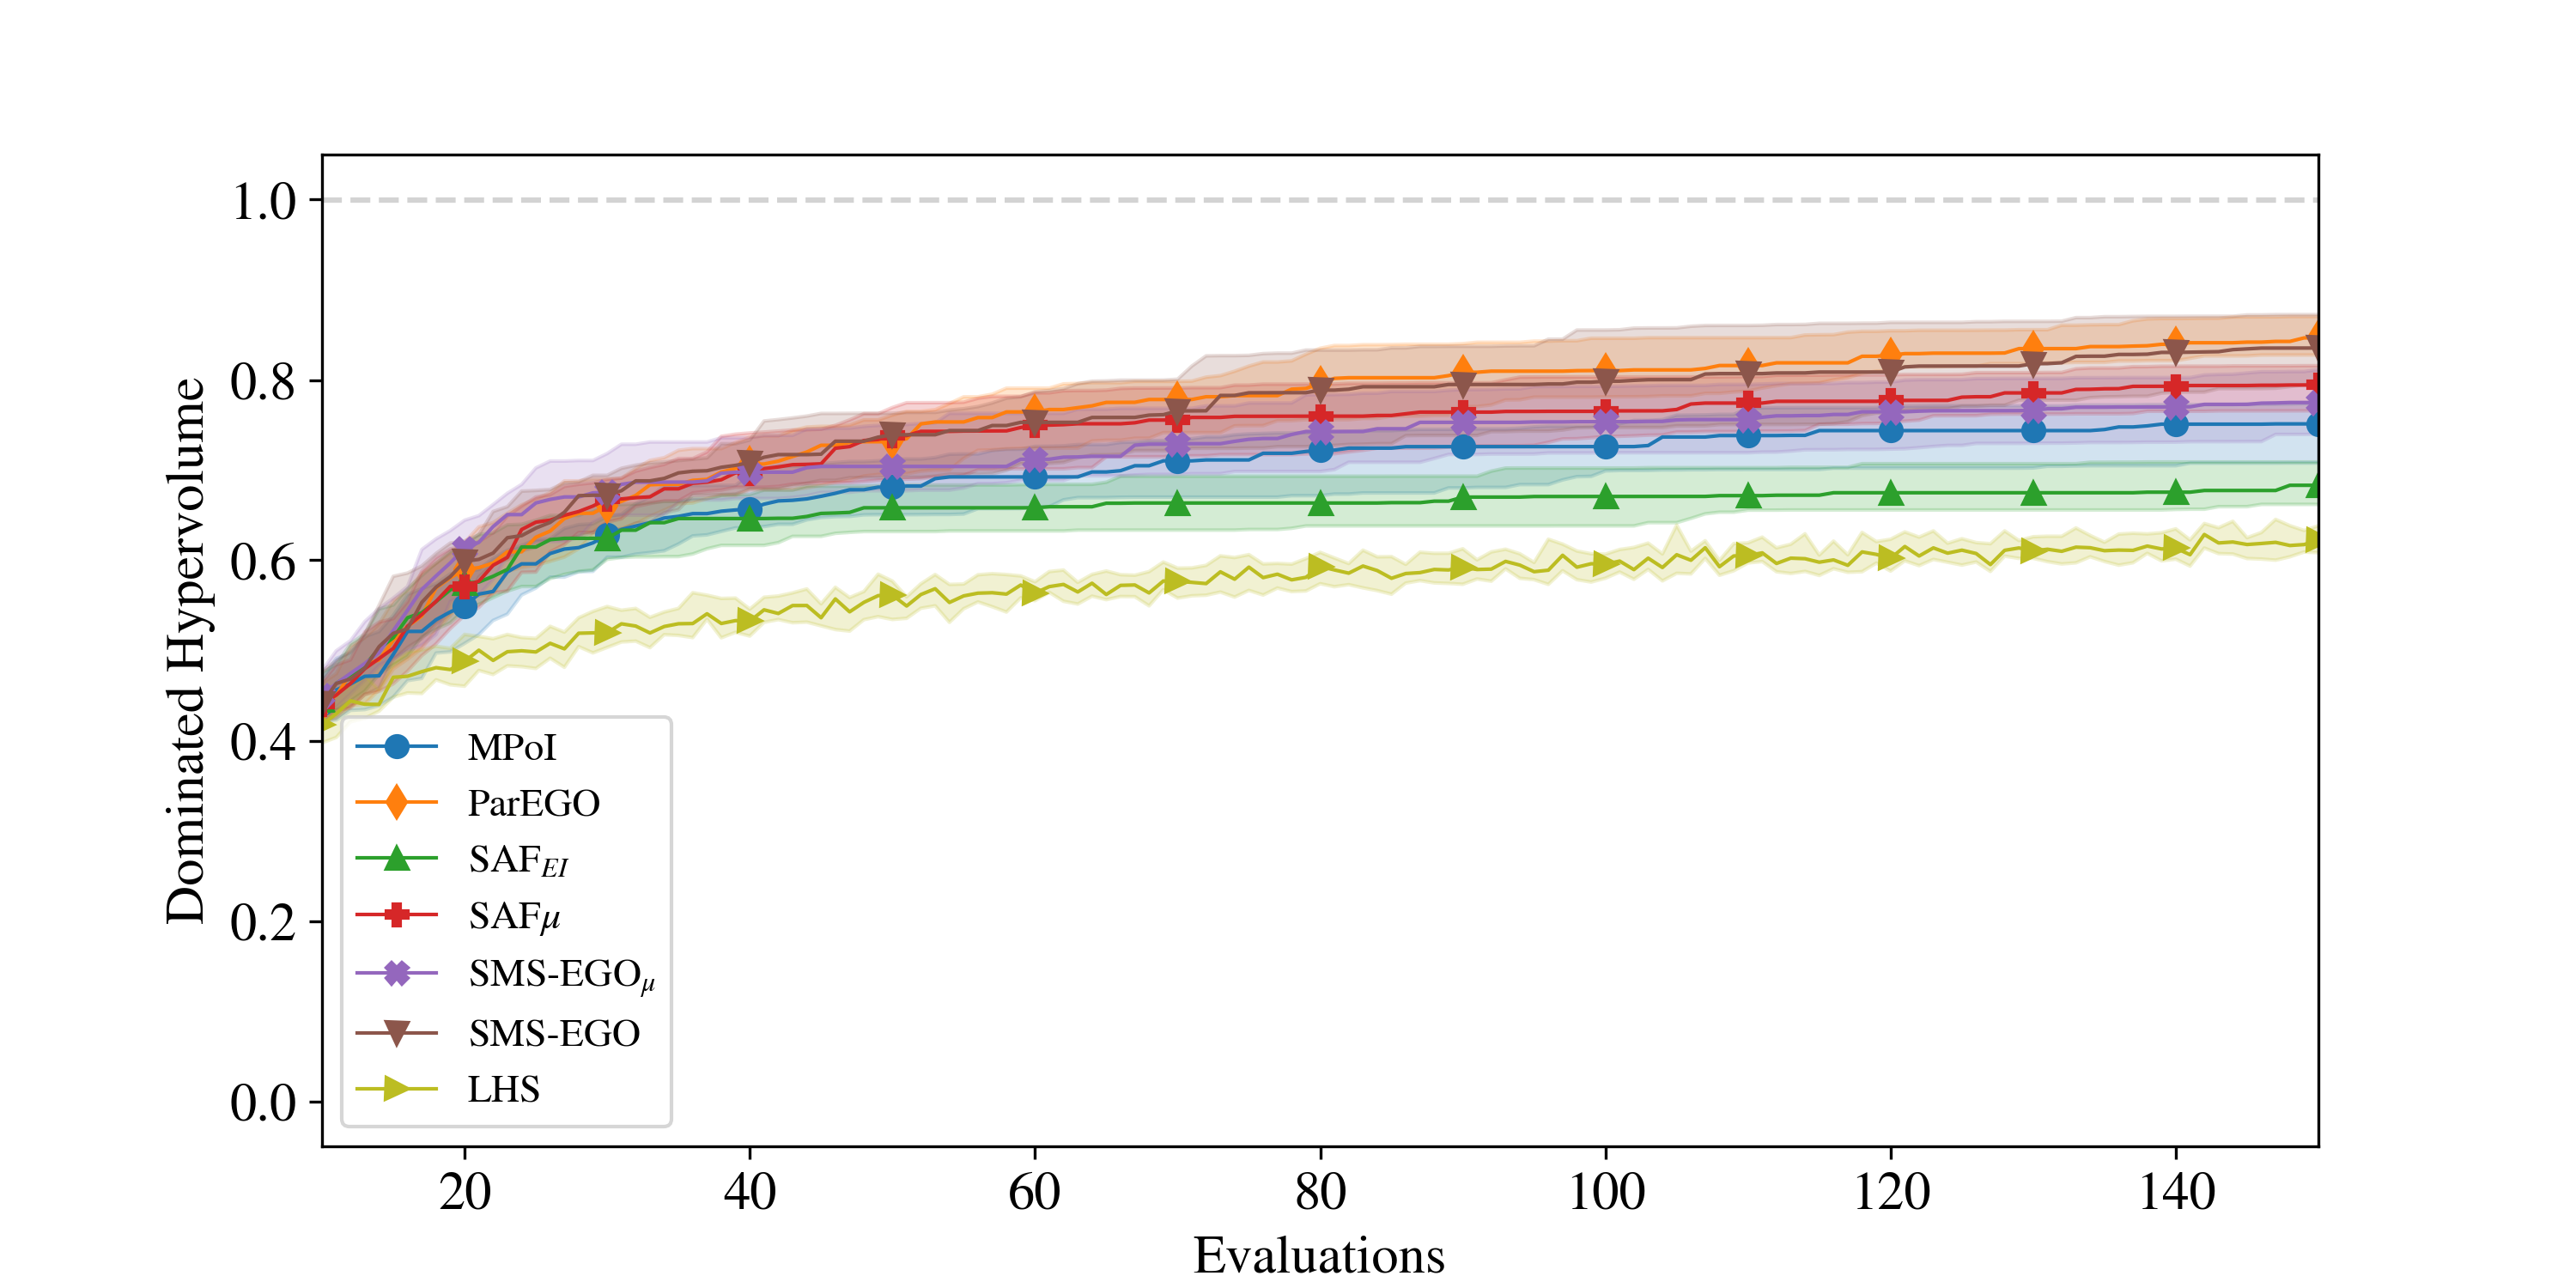 1.0
0.8
0.6
0.4
0.2
0.0
Dominated Hypervolume
MPoI
ParEGO
SAF_EI
SAFμ
SMS-EGO_μ
SMS-EGO
LHS
20 40 60 80 100 120 140
Evaluations